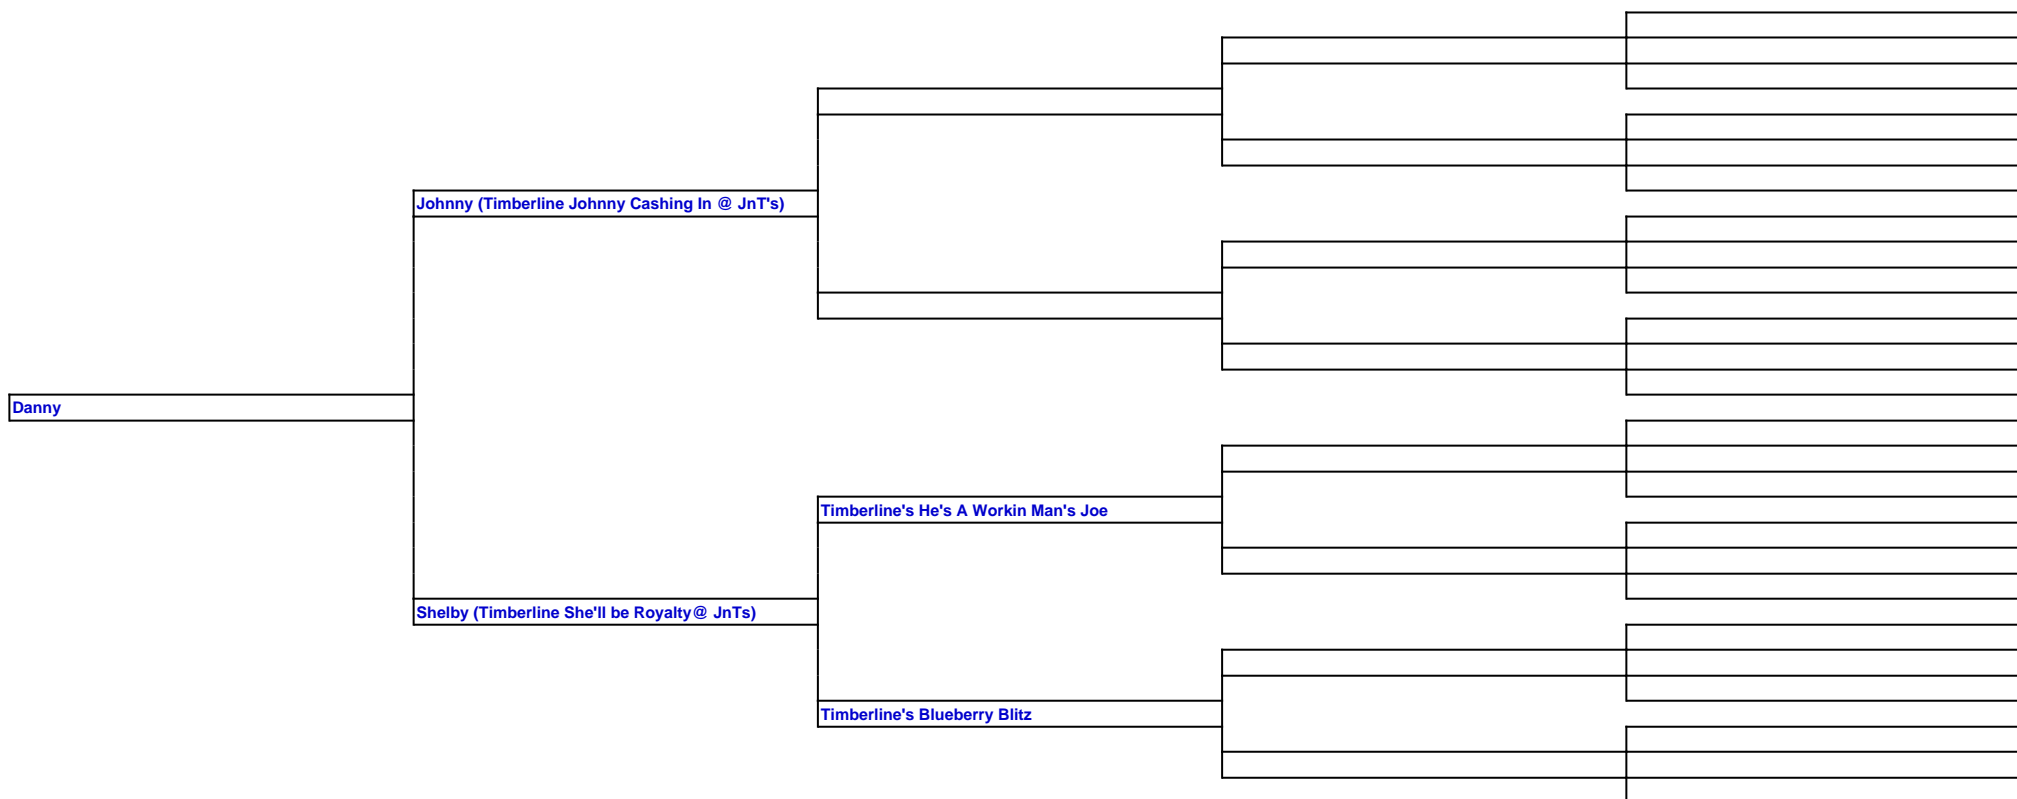 Johnny (Timberline Johnny Cashing In @ JnT's)
Danny
Timberline's He's A Workin Man's Joe
Shelby (Timberline She'll be Royalty@ JnTs)
Timberline's Blueberry Blitz